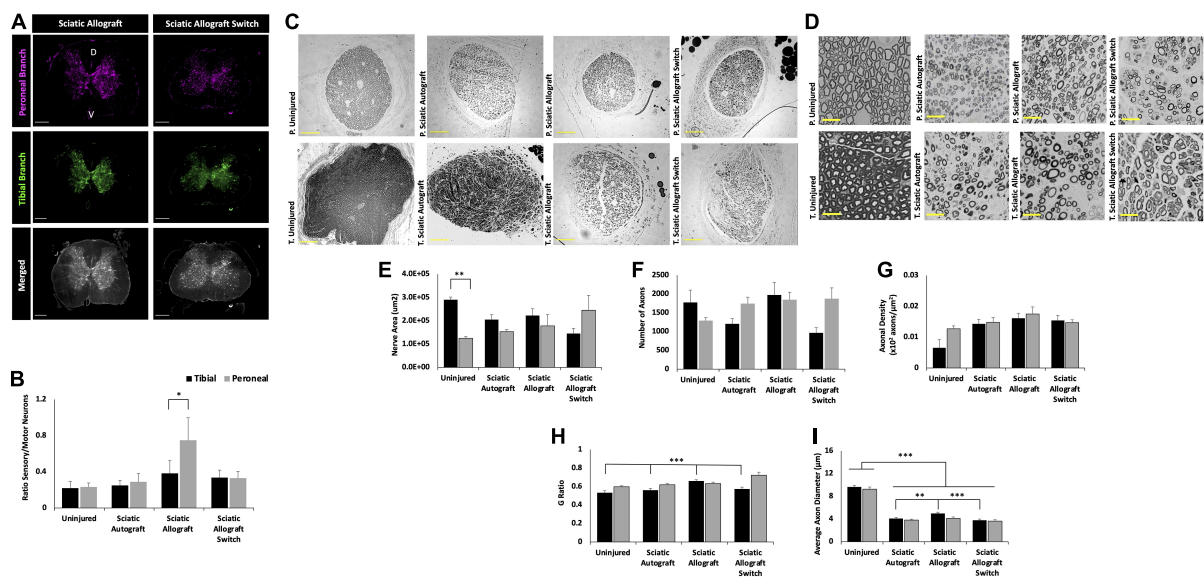 A
Sciatic Allograft
Sciatic Allograft Switch
Peroneal Branch
D
V
Tibial Branch
Merged
B
Tibial
Peroneal
Ratio Sensory/Motor Neurons
1.2
0.8
0.4
0
*
Uninjured
Sciatic
Autograft
Sciatic
Allograft
Sciatic
Allograft
Switch
C
P. Uninjured
P. Sciatic Autograft
P. Sciatic Allograft
P. Sciatic Allograft Switch
T. Uninjured
T. Sciatic Autograft
T. Sciatic Allograft
T. Sciatic Allograft Switch
D
P. Uninjured
P. Sciatic Autograft
P. Sciatic Allograft
P. Sciatic Allograft Switch
T. Uninjured
T. Sciatic Autograft
T. Sciatic Allograft
T. Sciatic Allograft Switch
E
Nerve Area (um2)
4.0E+05
3.0E+05
2.0E+05
1.0E+05
0.0E+00
**
Uninjured
Sciatic
Autograft
Sciatic
Allograft
Sciatic
Allograft
Switch
F
Number of Axons
2500
2000
1500
1000
500
0
Uninjured
Sciatic
Autograft
Sciatic
Allograft
Sciatic
Allograft
Switch
G
Axonal Density
(x10² axons/µm²)
0.03
0.02
0.01
0
Uninjured
Sciatic
Autograft
Sciatic
Allograft
Sciatic
Allograft
Switch
H
G Ratio
1
0.8
0.6
0.4
0.2
0
***
Uninjured
Sciatic
Autograft
Sciatic
Allograft
Sciatic
Allograft
Switch
I
Average Axon Diameter (µm)
16
12
8
4
0
***
**
***
Uninjured
Sciatic
Autograft
Sciatic
Allograft
Sciatic
Allograft
Switch